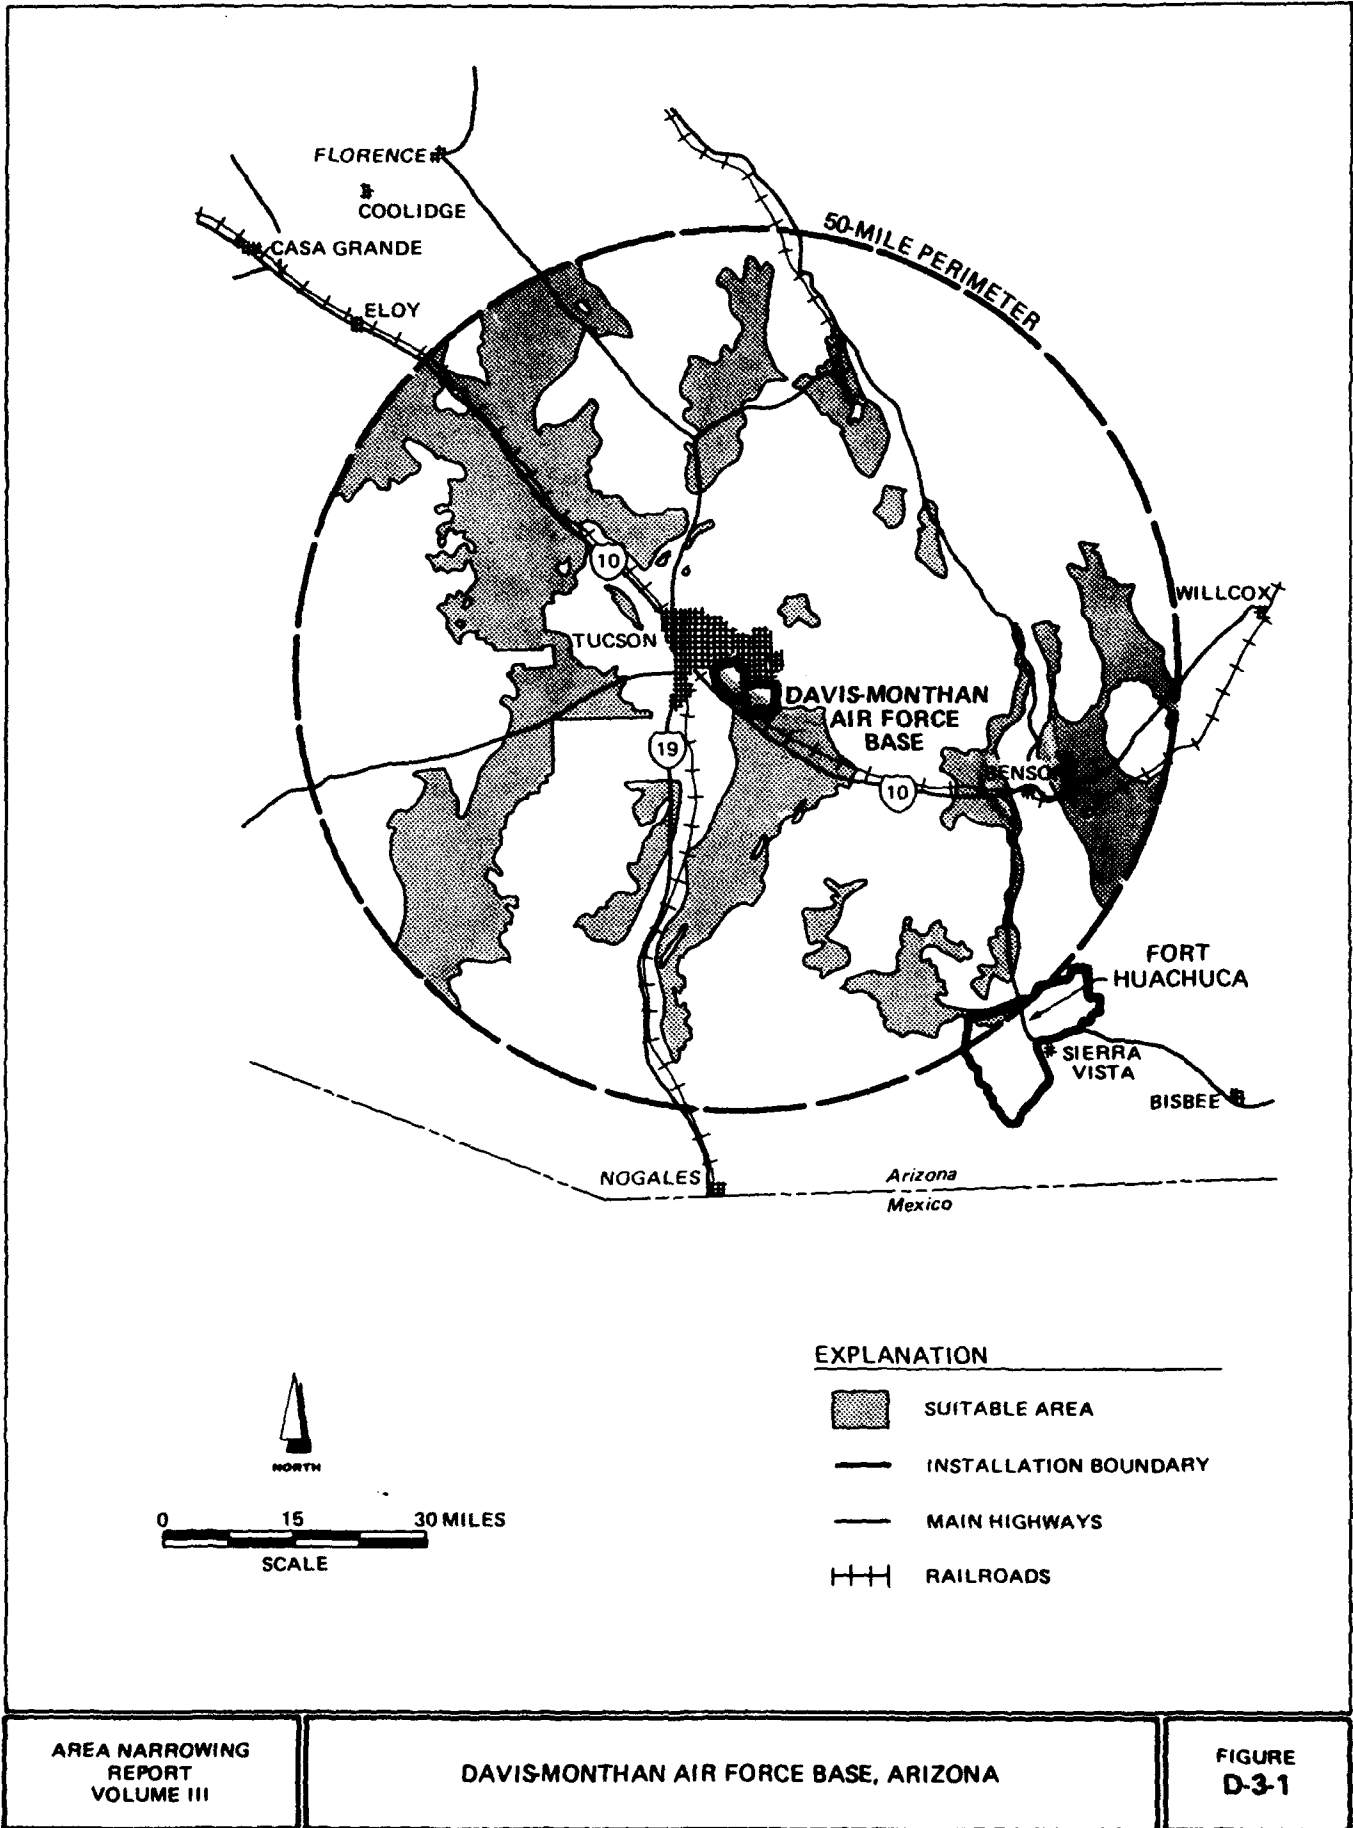 FLORENCE
COOLIDGE
CASA GRANDE
ELOY
50-MILE PERIMETER
10
WILLCOX
TUCSON
DAVIS-MONTHAN
AIR FORCE
BASE
19
BENSON
10
FORT
HUACHUCA
SIERRA
VISTA
BISBEE
NOGALES
Arizona
Mexico
EXPLANATION
SUITABLE AREA
INSTALLATION BOUNDARY
MAIN HIGHWAYS
RAILROADS
NORTH
0 15 30 MILES
SCALE
AREA NARROWING
REPORT
VOLUME III
DAVIS-MONTHAN AIR FORCE BASE, ARIZONA
FIGURE
D-3-1